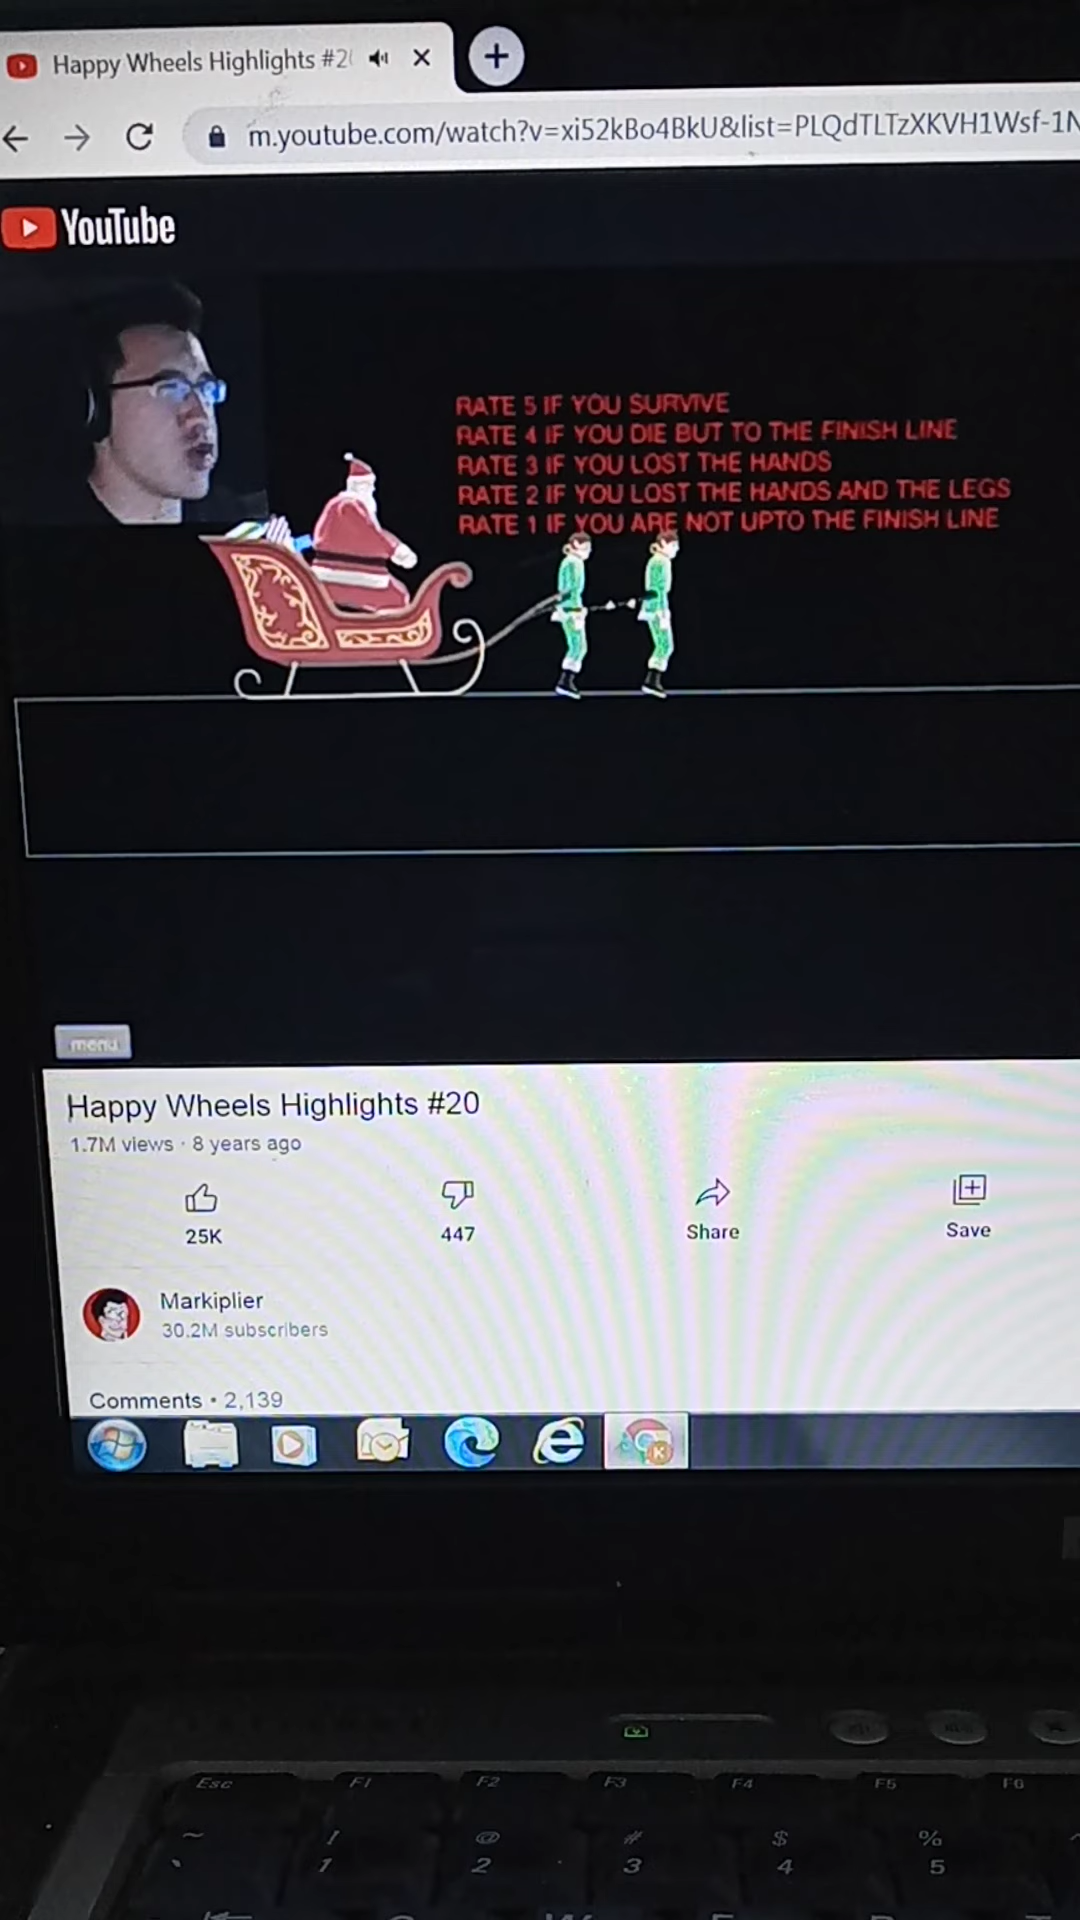 Happy Wheels Highlights #2
m.youtube.com/watch?v=xi52kBo4BkU&list=PLQdTLTzXKVH1Wsf-1N
YouTube
RATE 5 IF YOU SURVIVE
RATE 4 IF YOU DIE BUT TO THE FINISH LINE
RATE 3 IF YOU LOST THE HANDS
RATE 2 IF YOU LOST THE HANDS AND THE LEGS
RATE 1 IF YOU ARE NOT UPTO THE FINISH LINE
menu
Happy Wheels Highlights #20
1.7M views · 8 years ago
25K 447 Share Save
Markiplier
30.2M subscribers
Comments • 2,139
K
Esc F1 F2 F3 F4 F5 F6
~ ! @ # $ %
` 1 2 3 4 5